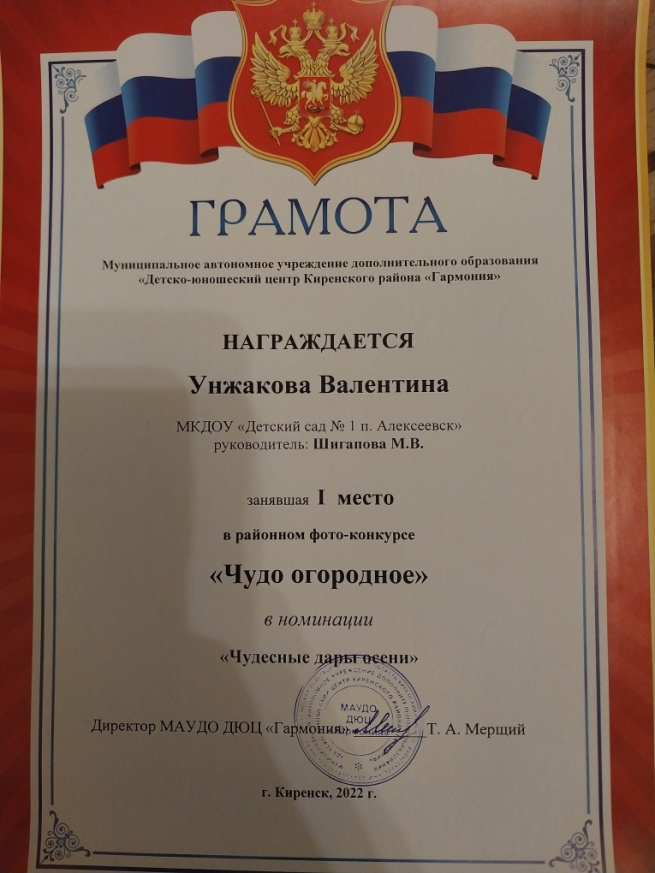 ГРАМОТА
Муниципальное автономное учреждение дополнительного образования
«Детско-юношеский центр Киренского района «Гармония»
НАГРАЖДАЕТСЯ
Унжакова Валентина
МКДОУ «Детский сад № 1 п. Алексеевск»
руководитель: Шигапова М.В.
занявшая I место
в районном фото-конкурсе
«Чудо огородное»
в номинации
«Чудесные дары осени»
МАУДО
ДЮЦ
Директор МАУДО ДЮЦ «Гармония» Т. А. Мерщий
г. Киренск, 2022 г.